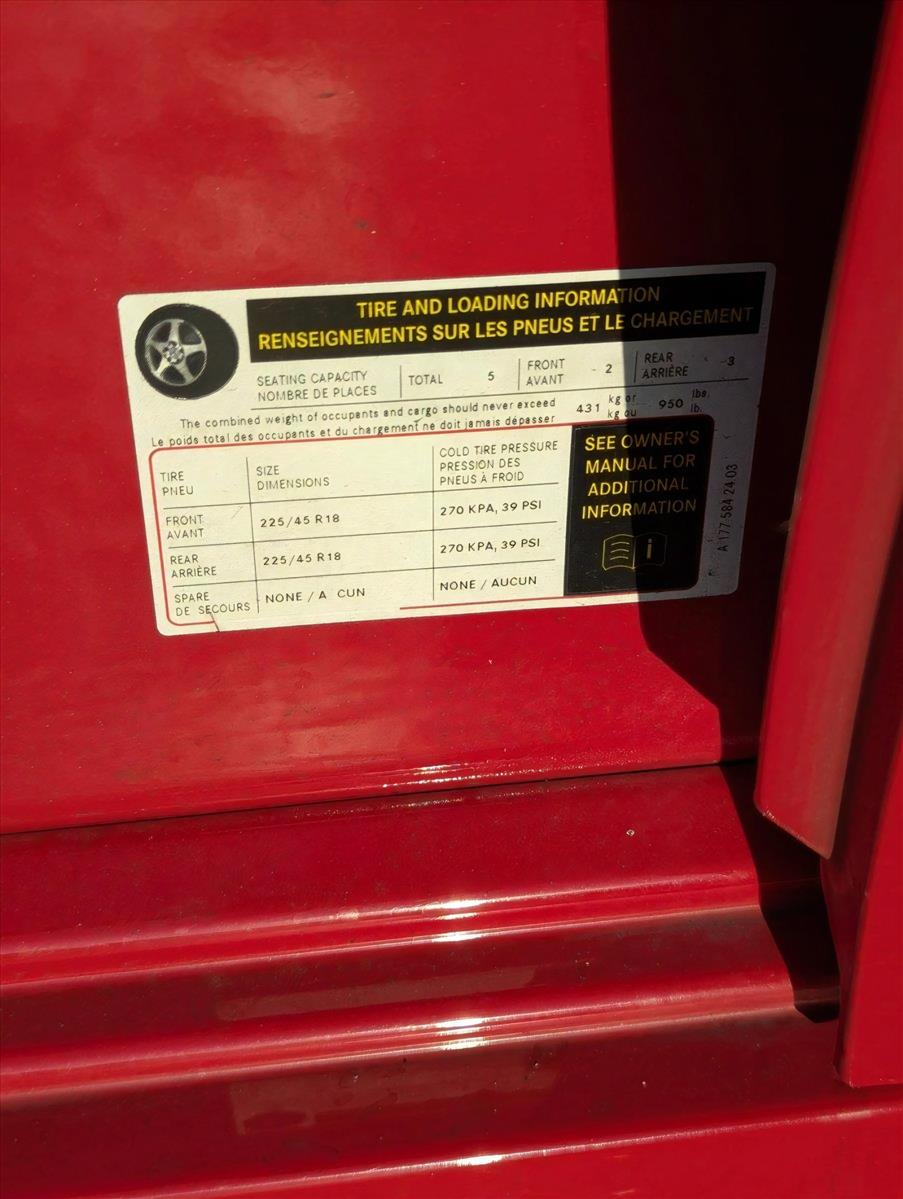 TIRE AND LOADING INFORMATION
RENSEIGNEMENTS SUR LES PNEUS ET LE CHARGEMENT
SEATING CAPACITY
NOMBRE DE PLACES
TOTAL 5
FRONT
AVANT
2
REAR
ARRIÈRE
3
The combined weight of occupants and cargo should never exceed
Le poids total des occupants et du chargement ne doit jamais dépasser
431 kg or
kg ou
950 lbs.
lb.
TIRE
PNEU
SIZE
DIMENSIONS
COLD TIRE PRESSURE
PRESSION DES
PNEUS À FROID
FRONT
AVANT
225/45 R18
270 KPA, 39 PSI
REAR
ARRIÈRE
225/45 R18
270 KPA, 39 PSI
SPARE
DE SECOURS
NONE / A CUN
NONE / AUCUN
SEE OWNER'S
MANUAL FOR
ADDITIONAL
INFORMATION
A 177 584 24 03